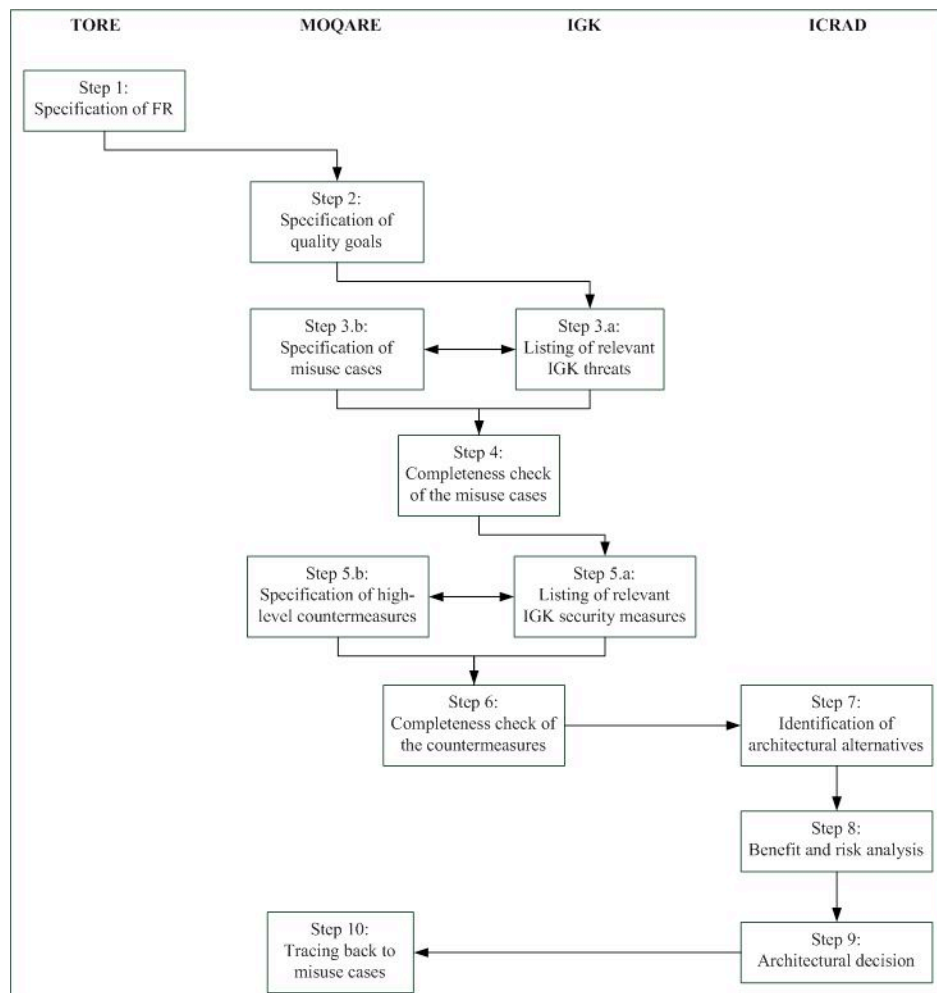 TORE
MOQARE
IGK
ICRAD
Step 1:
Specification of FR
Step 2:
Specification of
quality goals
Step 3.b:
Specification of
misuse cases
Step 3.a:
Listing of relevant
IGK threats
Step 4:
Completeness check
of the misuse cases
Step 5.b:
Specification of high-
level countermeasures
Step 5.a:
Listing of relevant
IGK security measures
Step 6:
Completeness check of
the countermeasures
Step 7:
Identification of
architectural alternatives
Step 8:
Benefit and risk analysis
Step 10:
Tracing back to
misuse cases
Step 9:
Architectural decision